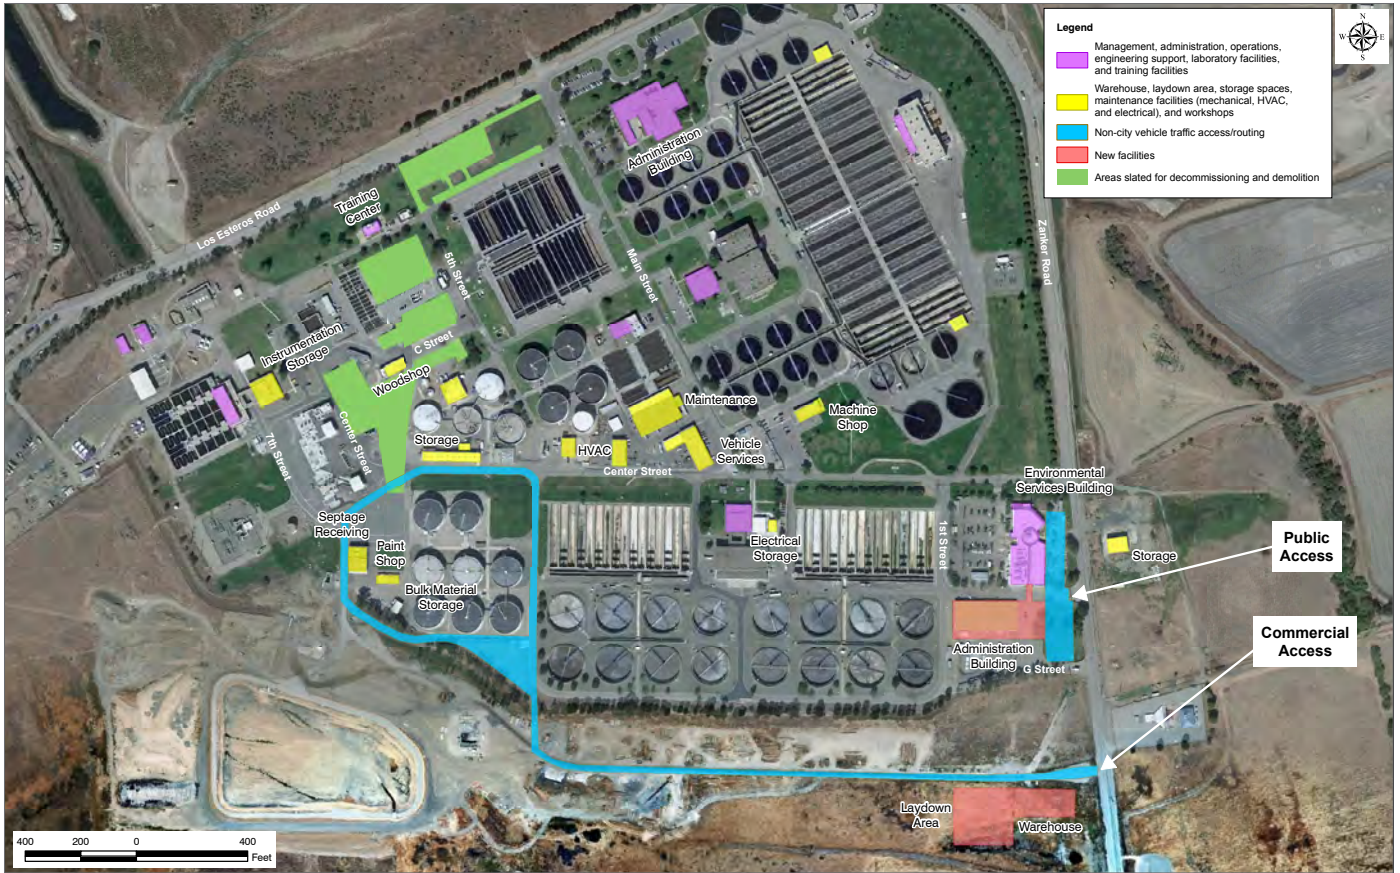 Legend
Management, administration, operations,
engineering support, laboratory facilities,
and training facilities
Warehouse, laydown area, storage spaces,
maintenance facilities (mechanical, HVAC,
and electrical), and workshops
Non-city vehicle traffic access/routing
New facilities
Areas slated for decommissioning and demolition
N
W
E
S
Administration
Building
Training
Center
Los Esteros Road
5th Street
Main Street
Zanker Road
Instrumentation
Storage
C Street
Woodshop
Maintenance
Machine
Shop
Center Street
7th Street
Storage
HVAC
Vehicle
Services
Center Street
Environmental
Services Building
Septage
Receiving
Paint
Shop
Bulk Material
Storage
Electrical
Storage
1st Street
Storage
Public
Access
Administration
Building
G Street
Commercial
Access
Laydown
Area
Warehouse
400
200
0
400
Feet